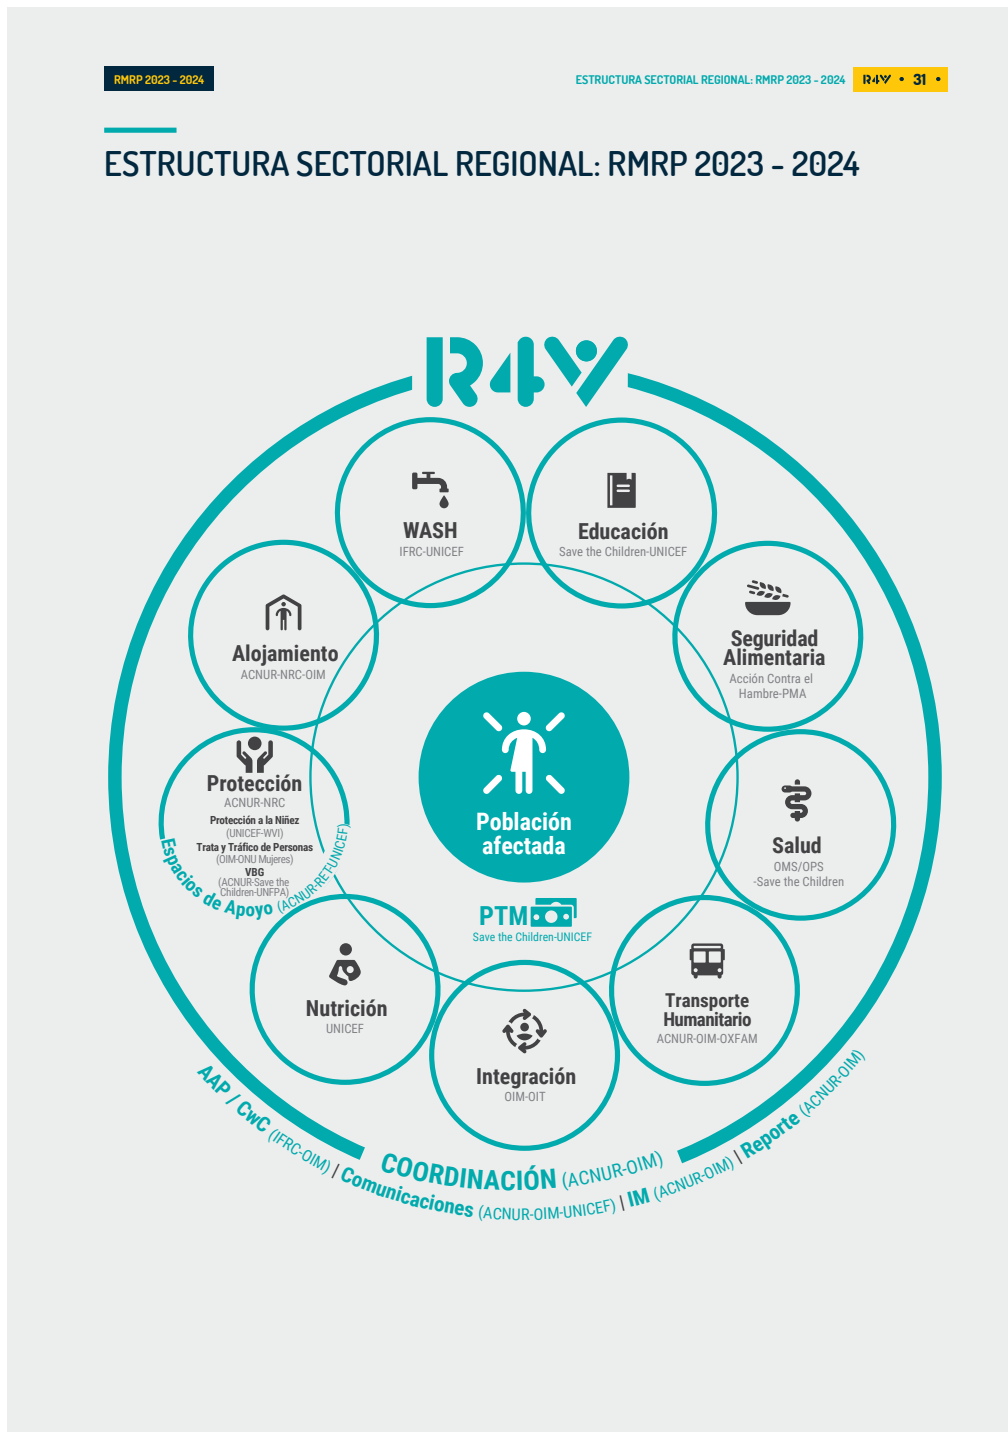 RMRP 2023 - 2024
ESTRUCTURA SECTORIAL REGIONAL: RMRP 2023 - 2024
R4V • 31 •
ESTRUCTURA SECTORIAL REGIONAL: RMRP 2023 - 2024
R4V
WASH
IFRC-UNICEF
Educación
Save the Children-UNICEF
Alojamiento
ACNUR-NRC-OIM
Seguridad
Alimentaria
Acción Contra el
Hambre-PMA
Protección
ACNUR-NRC
Protección a la Niñez
(UNICEF-WVI)
Trata y Tráfico de Personas
(OIM-ONU Mujeres)
VBG
(ACNUR-Save the
Children-UNFPA)
Espacios de Apoyo (ACNUR-RET-UNICEF)
Población
afectada
Salud
OMS/OPS
-Save the Children
PTM
Save the Children-UNICEF
Nutrición
UNICEF
Transporte
Humanitario
ACNUR-OIM-OXFAM
Integración
OIM-OIT
COORDINACIÓN (ACNUR-OIM)
AAP / CwC (IFRC-OIM) | Comunicaciones (ACNUR-OIM-UNICEF) | IM (ACNUR-OIM) | Reporte (ACNUR-OIM)